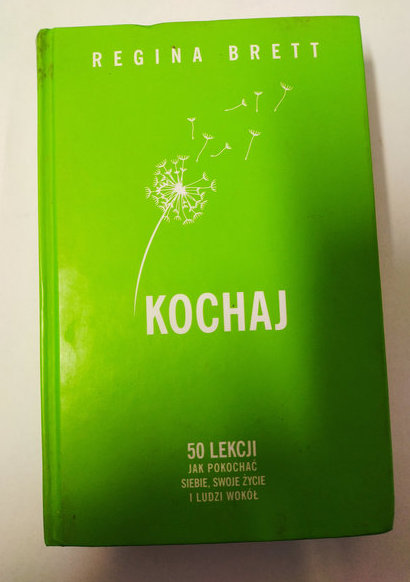 REGINA BRETT
KOCHAJ
50 LEKCJI
JAK POKOCHAĆ
SIEBIE, SWOJE ŻYCIE
I LUDZI WOKÓŁ